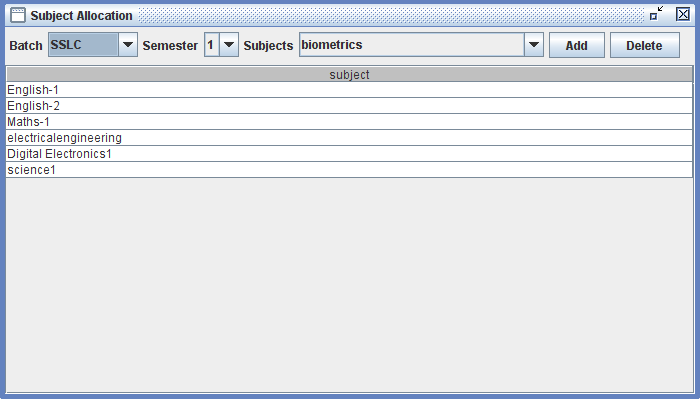 Subject Allocation
Batch SSLC Semester 1 Subjects biometrics Add Delete
subject
English-1
English-2
Maths-1
electricalengineering
Digital Electronics1
science1